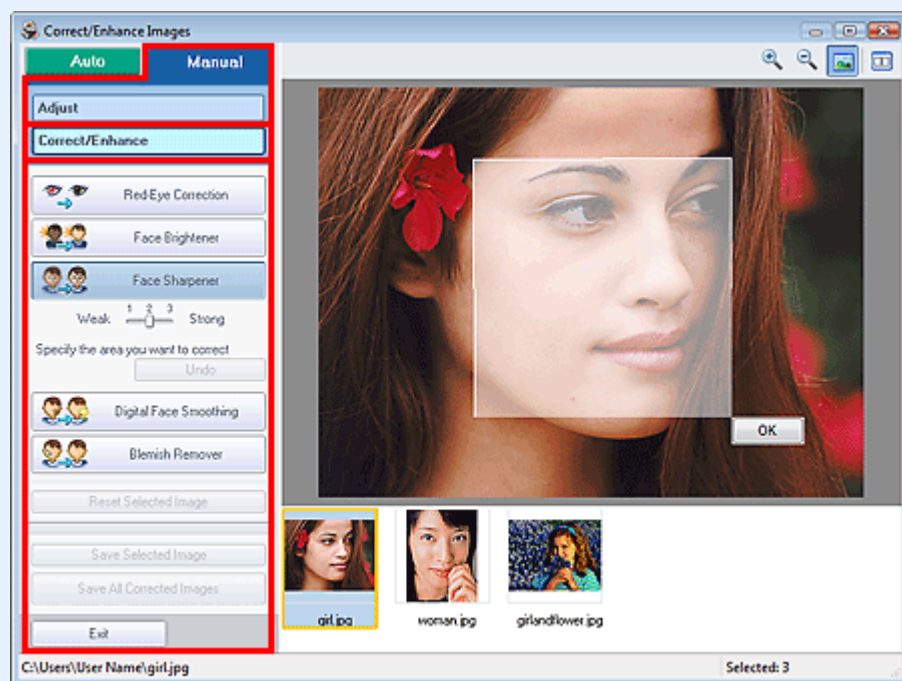 Correct/Enhance Images
Auto
Manual
Adjust
Correct/Enhance
Red-Eye Correction
Face Brightener
Face Sharpener
1 2 3
Weak Strong
Specify the area you want to correct
Undo
Digital Face Smoothing
Blemish Remover
Reset Selected Image
Save Selected Image
Save All Corrected Images
Exit
OK
girl.jpg
woman.jpg
girlandflower.jpg
C:\Users\User Name\girl.jpg
Selected: 3